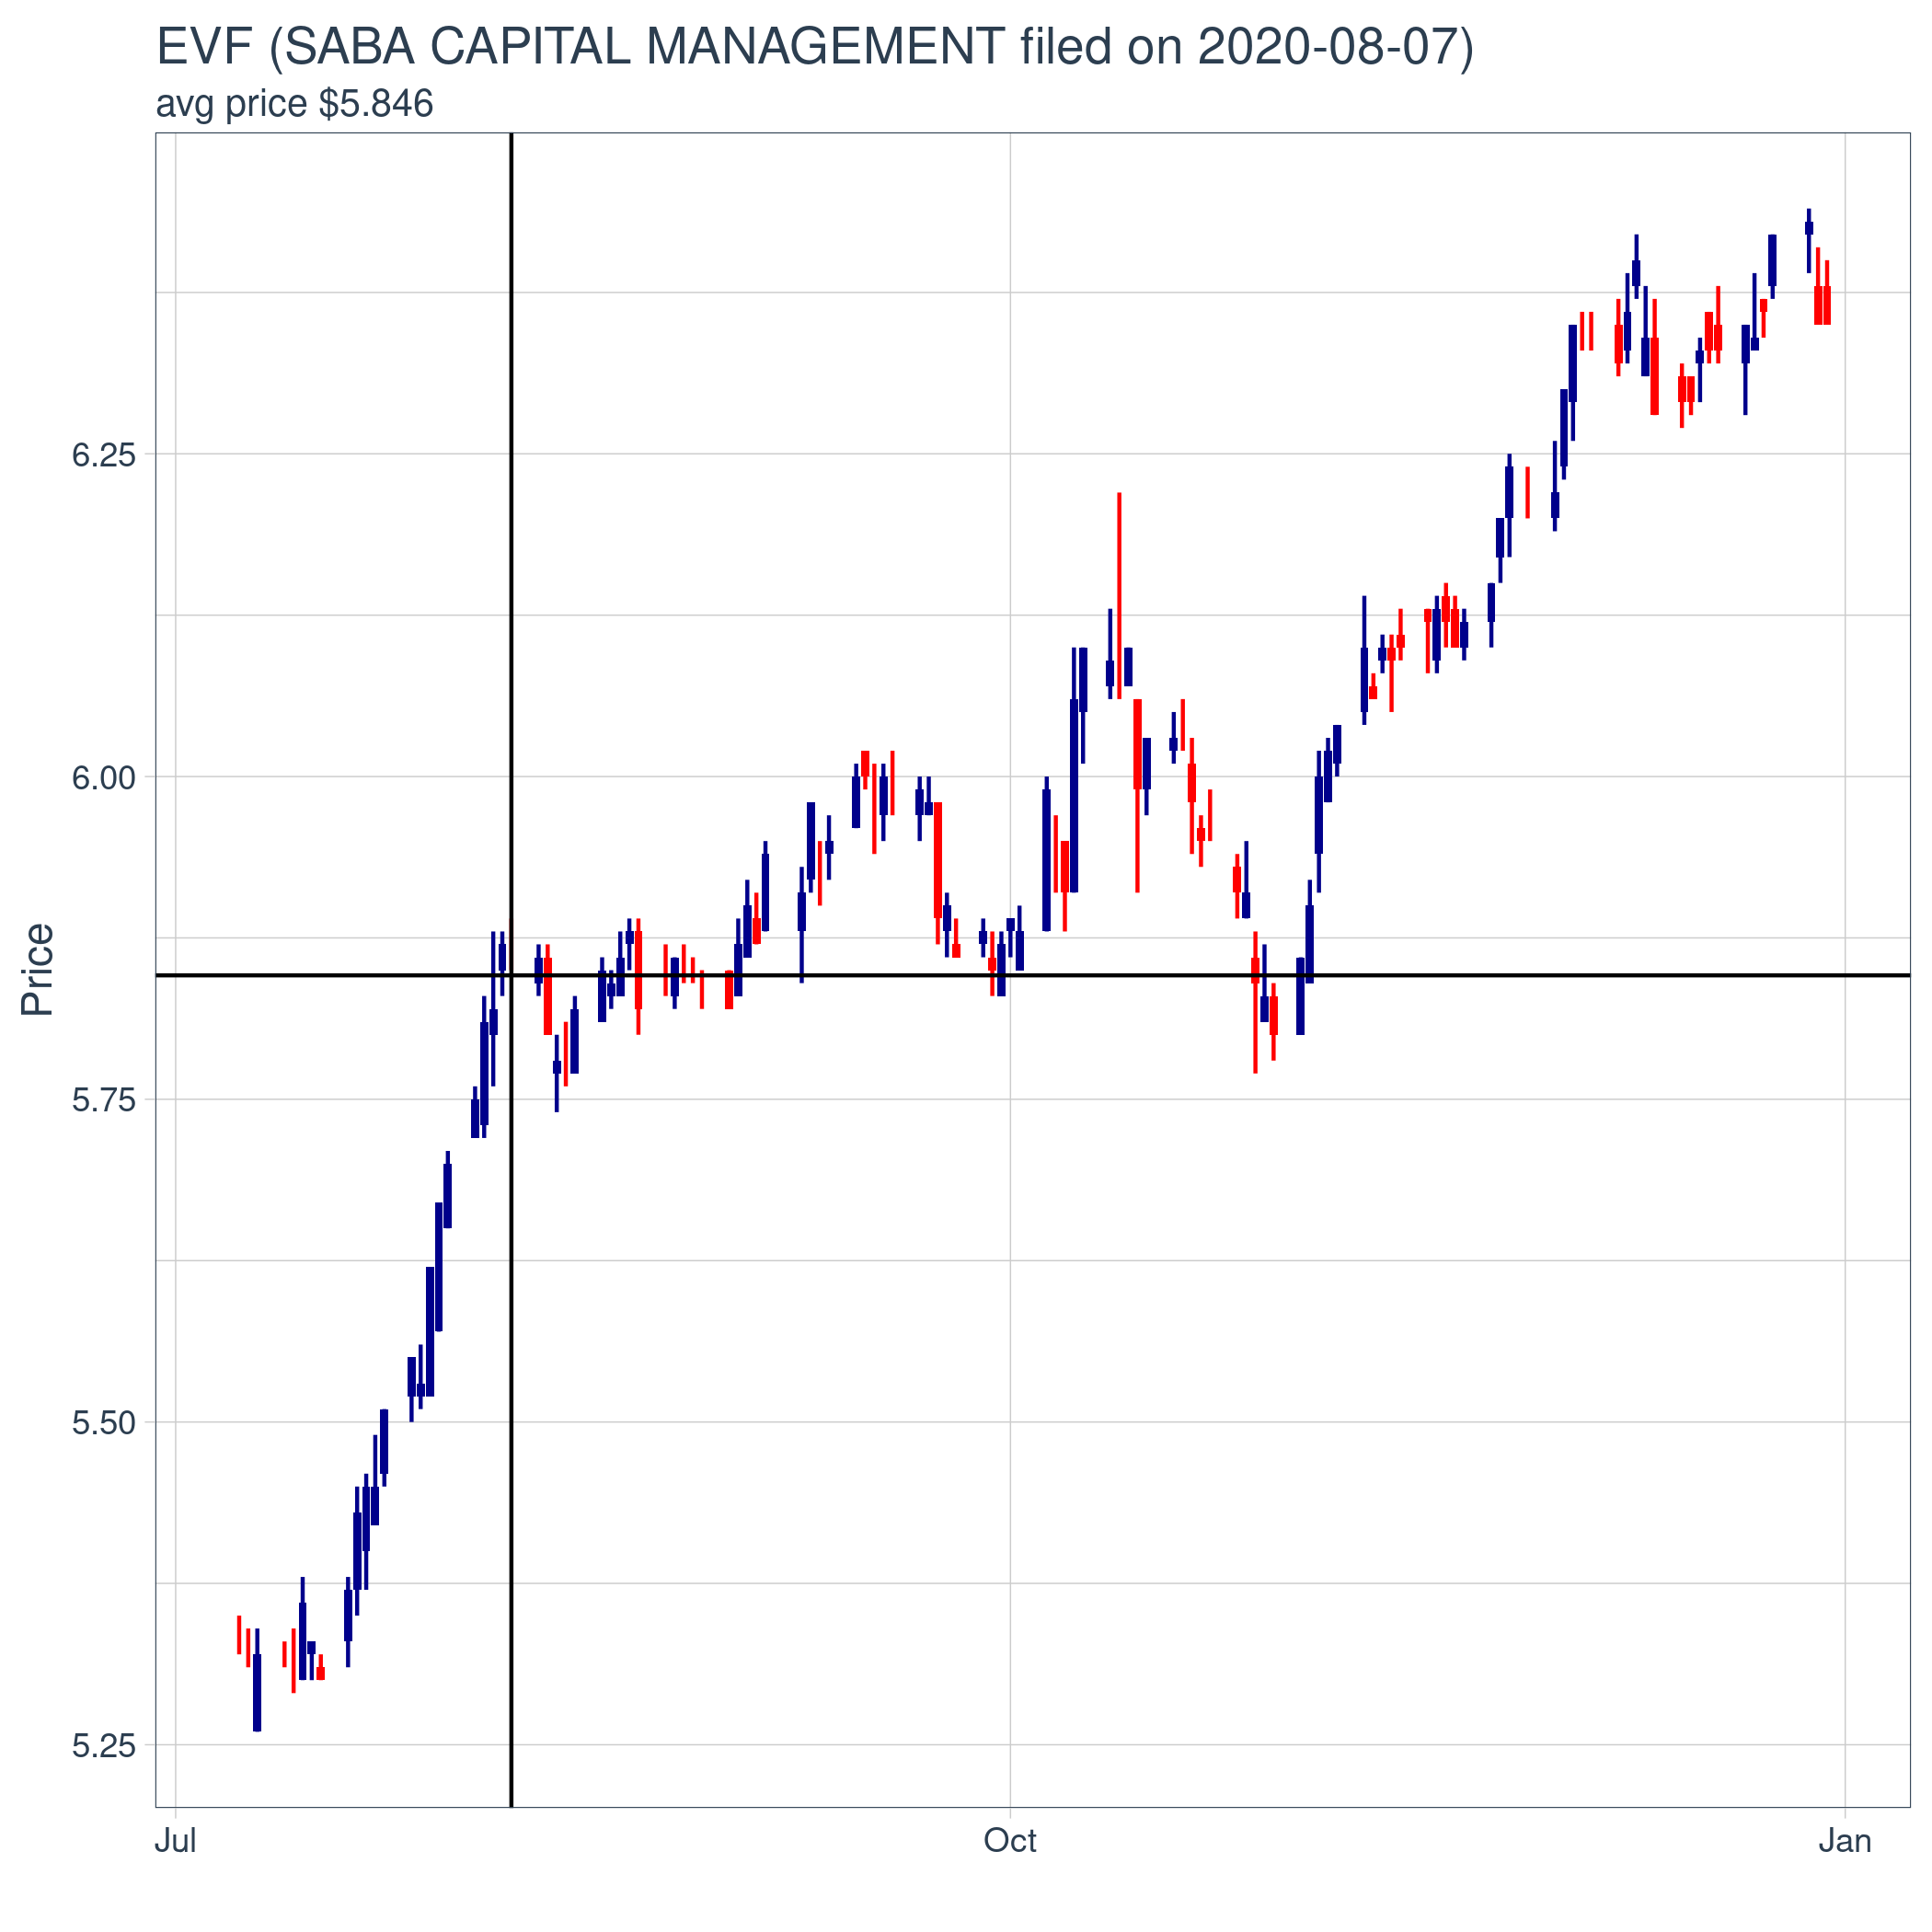 EVF (SABA CAPITAL MANAGEMENT filed on 2020-08-07)
avg price $5.846
Price
6.25
6.00
5.75
5.50
5.25
Jul Oct Jan